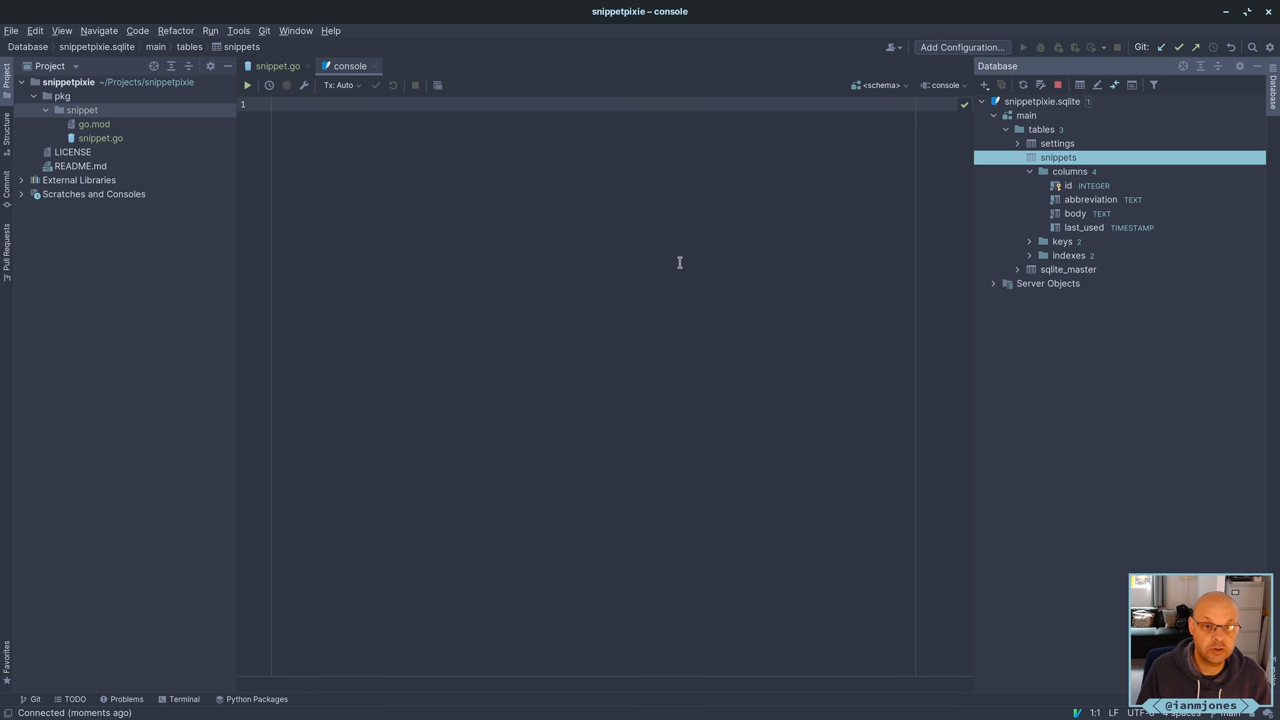 snippetpixie – console
File Edit View Navigate Code Refactor Run Tools Git Window Help
Database snippetpixie.sqlite main tables snippets
Add Configuration...
Git:
Project
snippet.go
console
Database
Tx: Auto
<schema>
console
1
snippetpixie ~/Projects/snippetpixie
pkg
snippet
go.mod
snippet.go
LICENSE
README.md
External Libraries
Scratches and Consoles
snippetpixie.sqlite 1
main
tables 3
settings
snippets
columns 4
id INTEGER
abbreviation TEXT
body TEXT
last_used TIMESTAMP
keys 2
indexes 2
sqlite_master
Server Objects
Project
Structure
Commit
Pull Requests
Favorites
Database
@ianmjones
Git TODO Problems Terminal Python Packages
Connected (moments ago)
1:1 LF